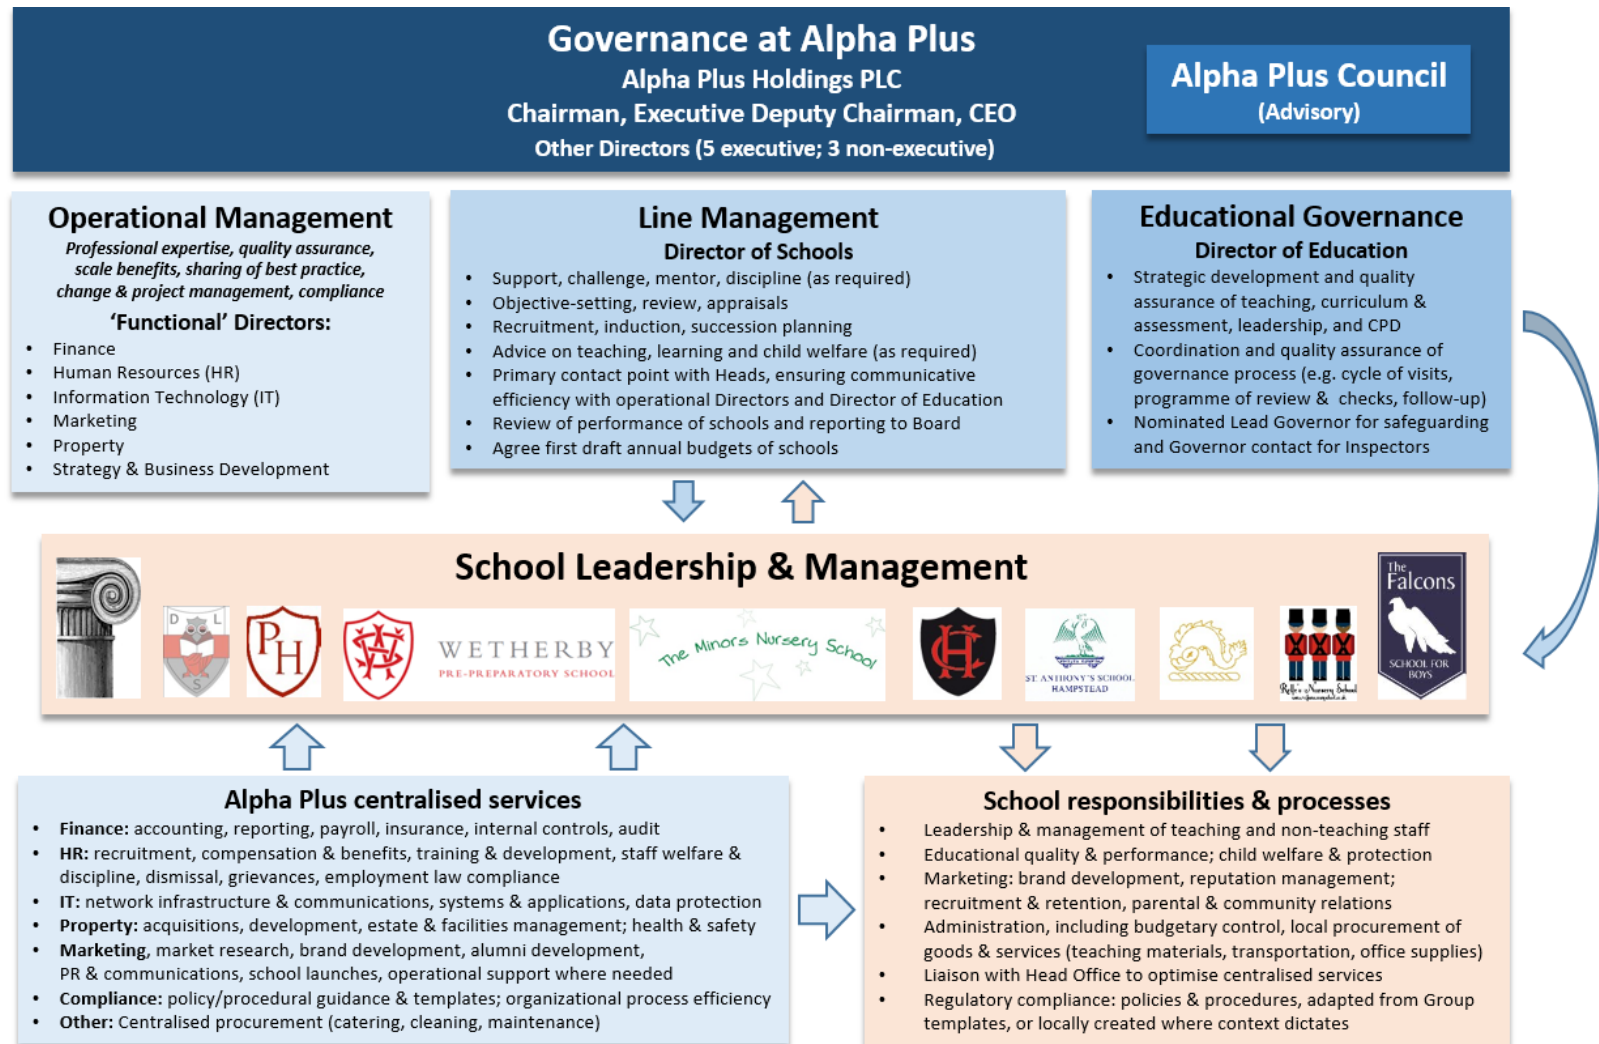 Governance at Alpha Plus
Alpha Plus Holdings PLC
Chairman, Executive Deputy Chairman, CEO
Other Directors (5 executive; 3 non-executive)
Alpha Plus Council
(Advisory)
Operational Management
Professional expertise, quality assurance,
scale benefits, sharing of best practice,
change & project management, compliance
‘Functional’ Directors:
• Finance
• Human Resources (HR)
• Information Technology (IT)
• Marketing
• Property
• Strategy & Business Development
Line Management
Director of Schools
• Support, challenge, mentor, discipline (as required)
• Objective-setting, review, appraisals
• Recruitment, induction, succession planning
• Advice on teaching, learning and child welfare (as required)
• Primary contact point with Heads, ensuring communicative
efficiency with operational Directors and Director of Education
• Review of performance of schools and reporting to Board
• Agree first draft annual budgets of schools
Educational Governance
Director of Education
• Strategic development and quality
assurance of teaching, curriculum &
assessment, leadership, and CPD
• Coordination and quality assurance of
governance process (e.g. cycle of visits,
programme of review & checks, follow-up)
• Nominated Lead Governor for safeguarding
and Governor contact for Inspectors
School Leadership & Management
D L
S
P
H
WETHERBY
PRE-PREPARATORY SCHOOL
The Minors Nursery School
ST. ANTHONY'S SCHOOL
HAMPSTEAD
Rolfe's Nursery School
The
Falcons
SCHOOL FOR
BOYS
Alpha Plus centralised services
• Finance: accounting, reporting, payroll, insurance, internal controls, audit
• HR: recruitment, compensation & benefits, training & development, staff welfare &
discipline, dismissal, grievances, employment law compliance
• IT: network infrastructure & communications, systems & applications, data protection
• Property: acquisitions, development, estate & facilities management; health & safety
• Marketing, market research, brand development, alumni development,
PR & communications, school launches, operational support where needed
• Compliance: policy/procedural guidance & templates; organizational process efficiency
• Other: Centralised procurement (catering, cleaning, maintenance)
School responsibilities & processes
• Leadership & management of teaching and non-teaching staff
• Educational quality & performance; child welfare & protection
• Marketing: brand development, reputation management;
recruitment & retention, parental & community relations
• Administration, including budgetary control, local procurement of
goods & services (teaching materials, transportation, office supplies)
• Liaison with Head Office to optimise centralised services
• Regulatory compliance: policies & procedures, adapted from Group
templates, or locally created where context dictates